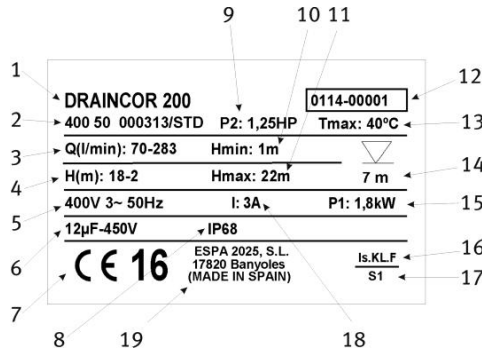 9 10 11
1 DRAINCOR 200 0114-00001 12
2 400 50 000313/STD P2: 1,25HP Tmax: 40ºC 13
3 Q(l/min): 70-283 Hmin: 1m
4 H(m): 18-2 Hmax: 22m 7 m 14
5 400V 3~ 50Hz I: 3A P1: 1,8kW 15
6 12µF-450V IP68
7 CE 16 ESPA 2025, S.L. Is.KL.F 16
17820 Banyoles
(MADE IN SPAIN) S1 17
8 19 18